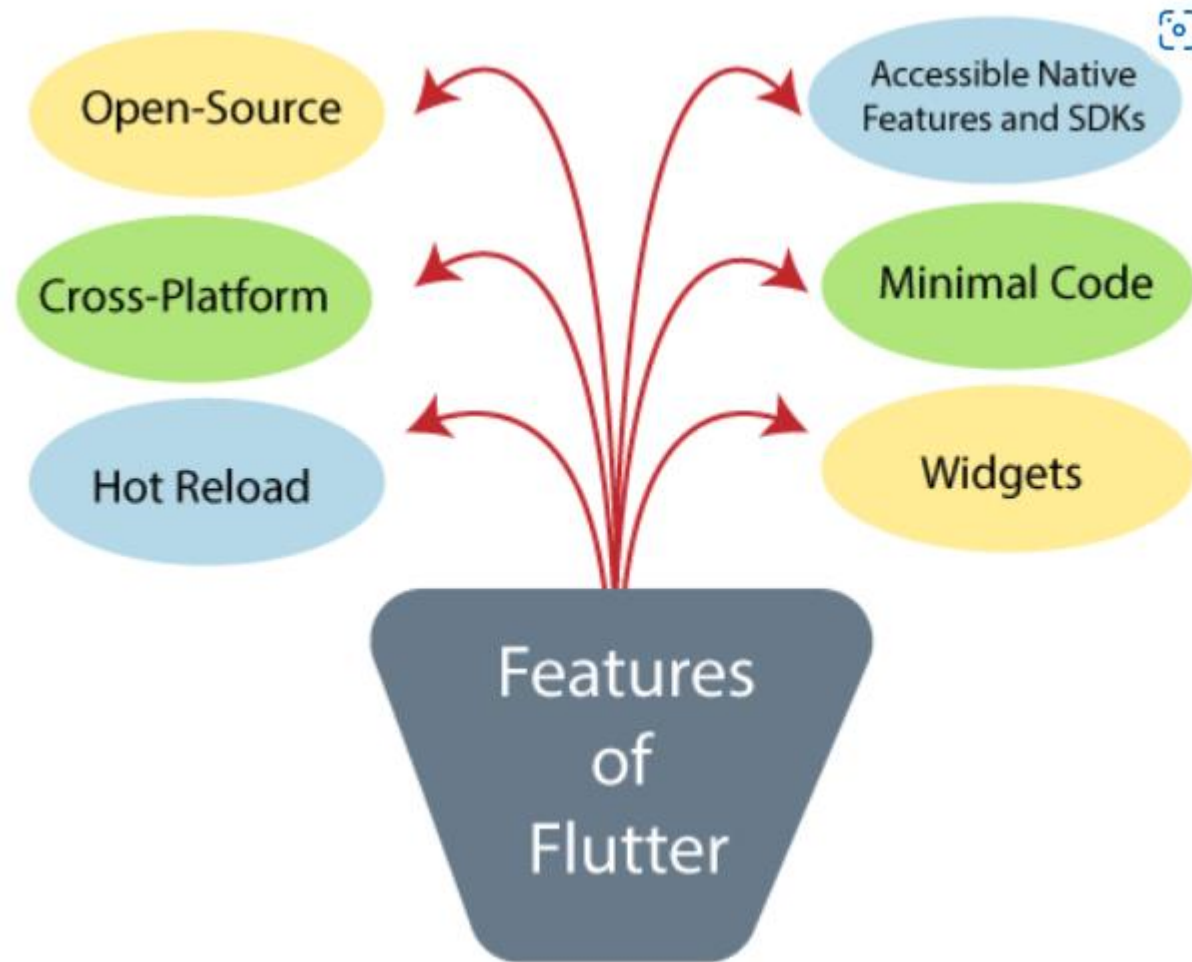 Open-Source
Cross-Platform
Hot Reload
Accessible Native
Features and SDKs
Minimal Code
Widgets
Features
of
Flutter